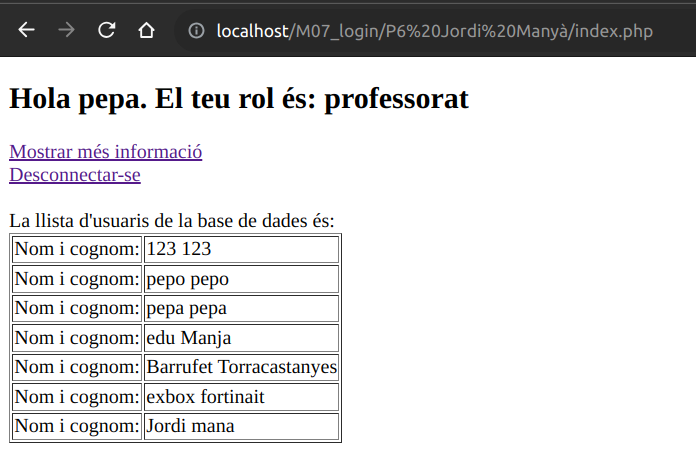 localhost/M07_login/P6%20Jordi%20Manyà/index.php
Hola pepa. El teu rol és: professorat
Mostrar més informació
Desconnectar-se
La llista d'usuaris de la base de dades és:
Nom i cognom: 123 123
Nom i cognom: pepo pepo
Nom i cognom: pepa pepa
Nom i cognom: edu Manja
Nom i cognom: Barrufet Torracastanyes
Nom i cognom: exbox fortinait
Nom i cognom: Jordi mana